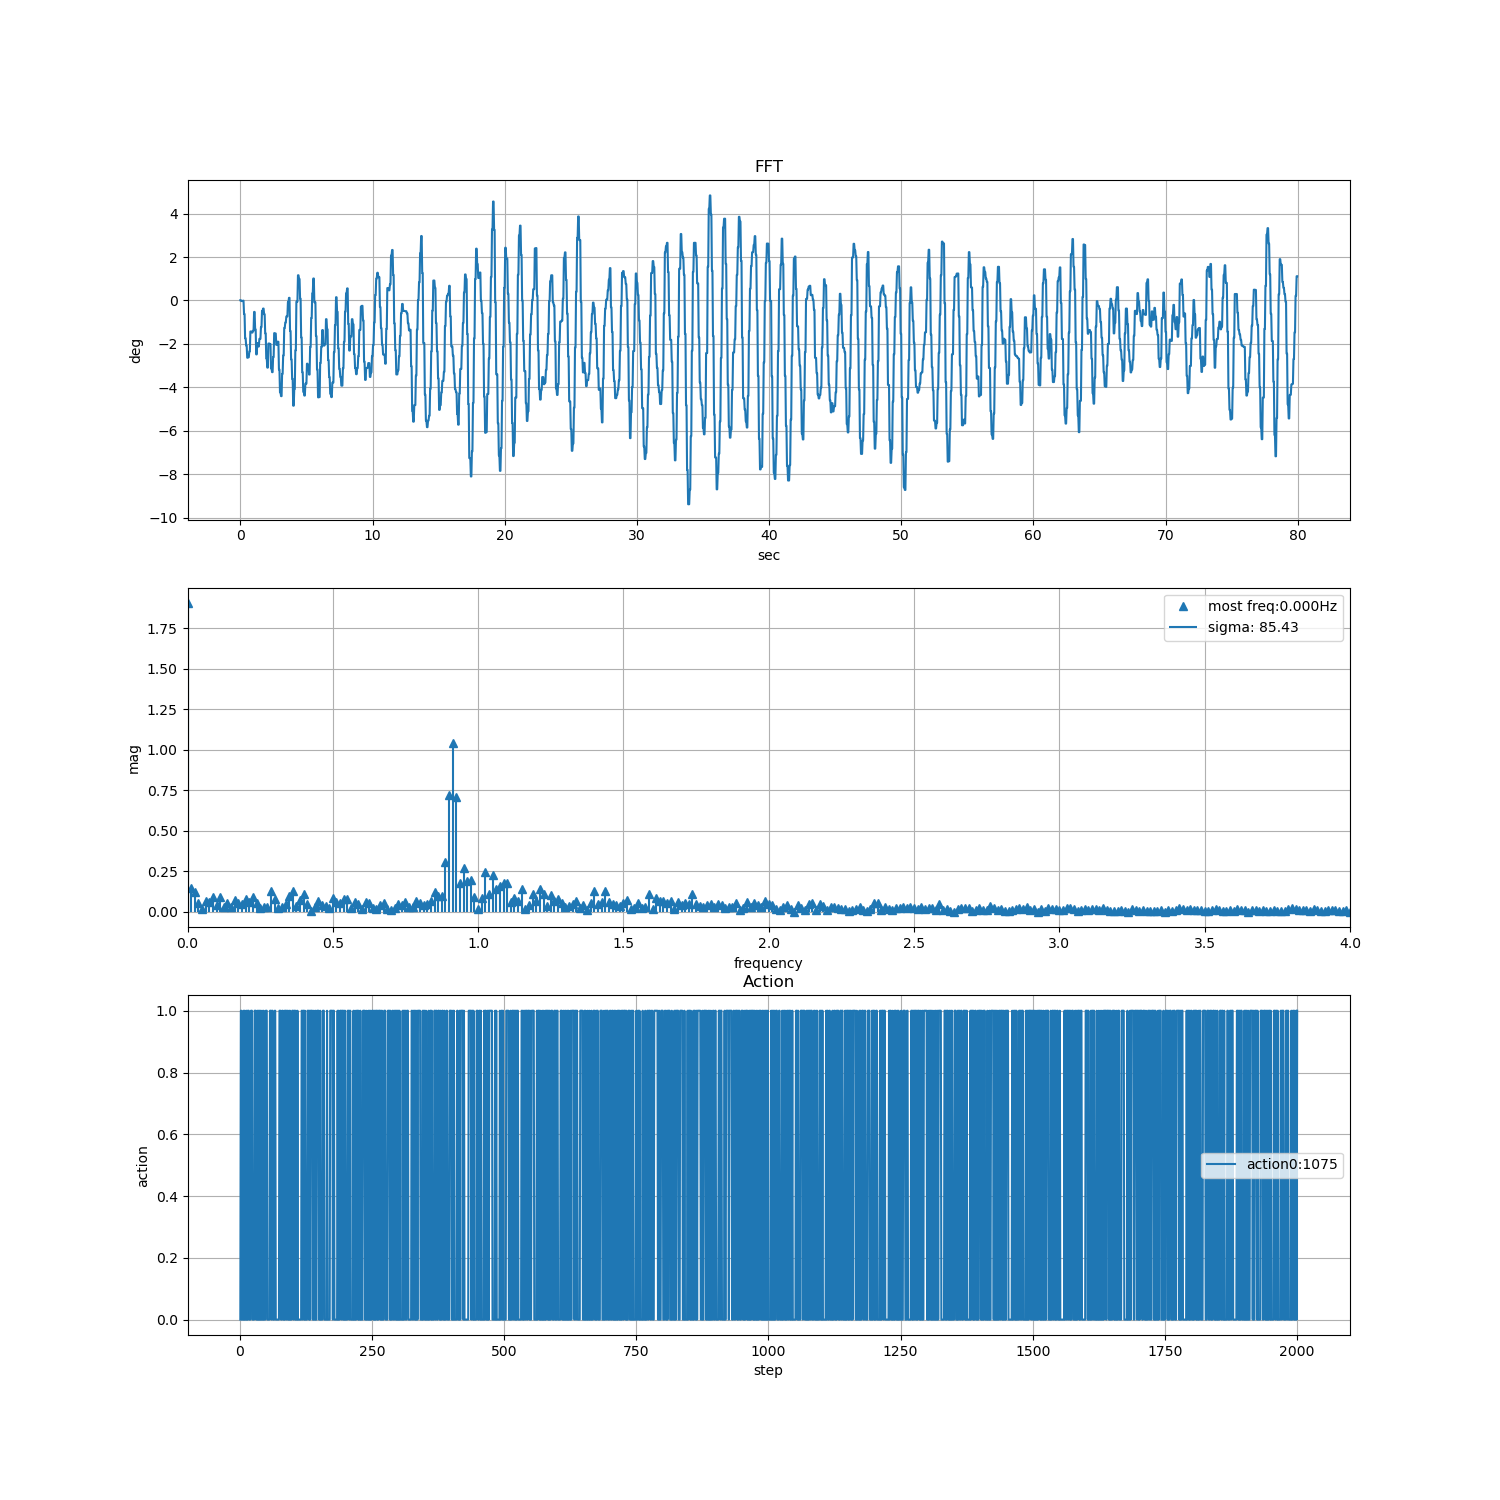 FFT
4
2
0
−2
−4
−6
−8
−10
deg
0 10 20 30 40 50 60 70 80
sec
1.75
1.50
1.25
1.00
0.75
0.50
0.25
0.00
mag
most freq:0.000Hz
sigma: 85.43
0.0 0.5 1.0 1.5 2.0 2.5 3.0 3.5 4.0
frequency
Action
1.0
0.8
0.6
0.4
0.2
0.0
action
action0:1075
0 250 500 750 1000 1250 1500 1750 2000
step